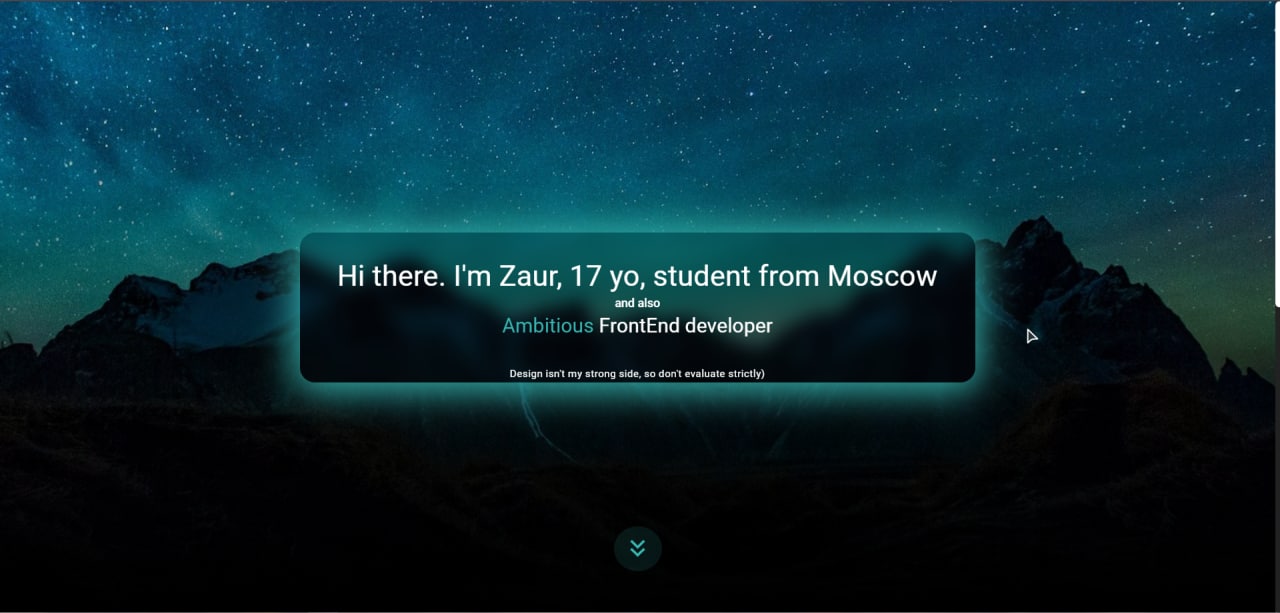 Hi there. I'm Zaur, 17 yo, student from Moscow
and also
Ambitious FrontEnd developer
Design isn't my strong side, so don't evaluate strictly)